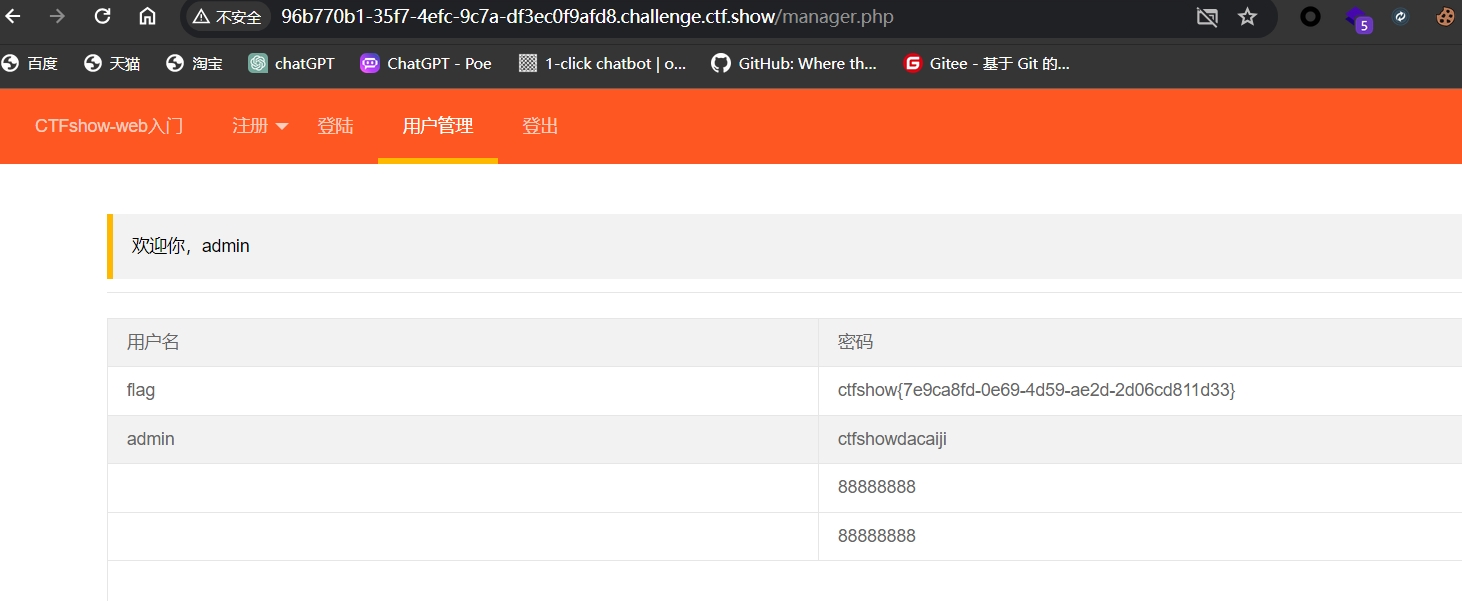 不安全 96b770b1-35f7-4efc-9c7a-df3ec0f9afd8.challenge.ctf.show/manager.php 5
百度 天猫 淘宝 chatGPT ChatGPT - Poe 1-click chatbot | o... GitHub: Where th... G Gitee - 基于 Git 的...
CTFshow-web入门 注册 登陆 用户管理 登出
欢迎你，admin
用户名 密码
flag ctfshow{7e9ca8fd-0e69-4d59-ae2d-2d06cd811d33}
admin ctfshowdacaiji
88888888
88888888